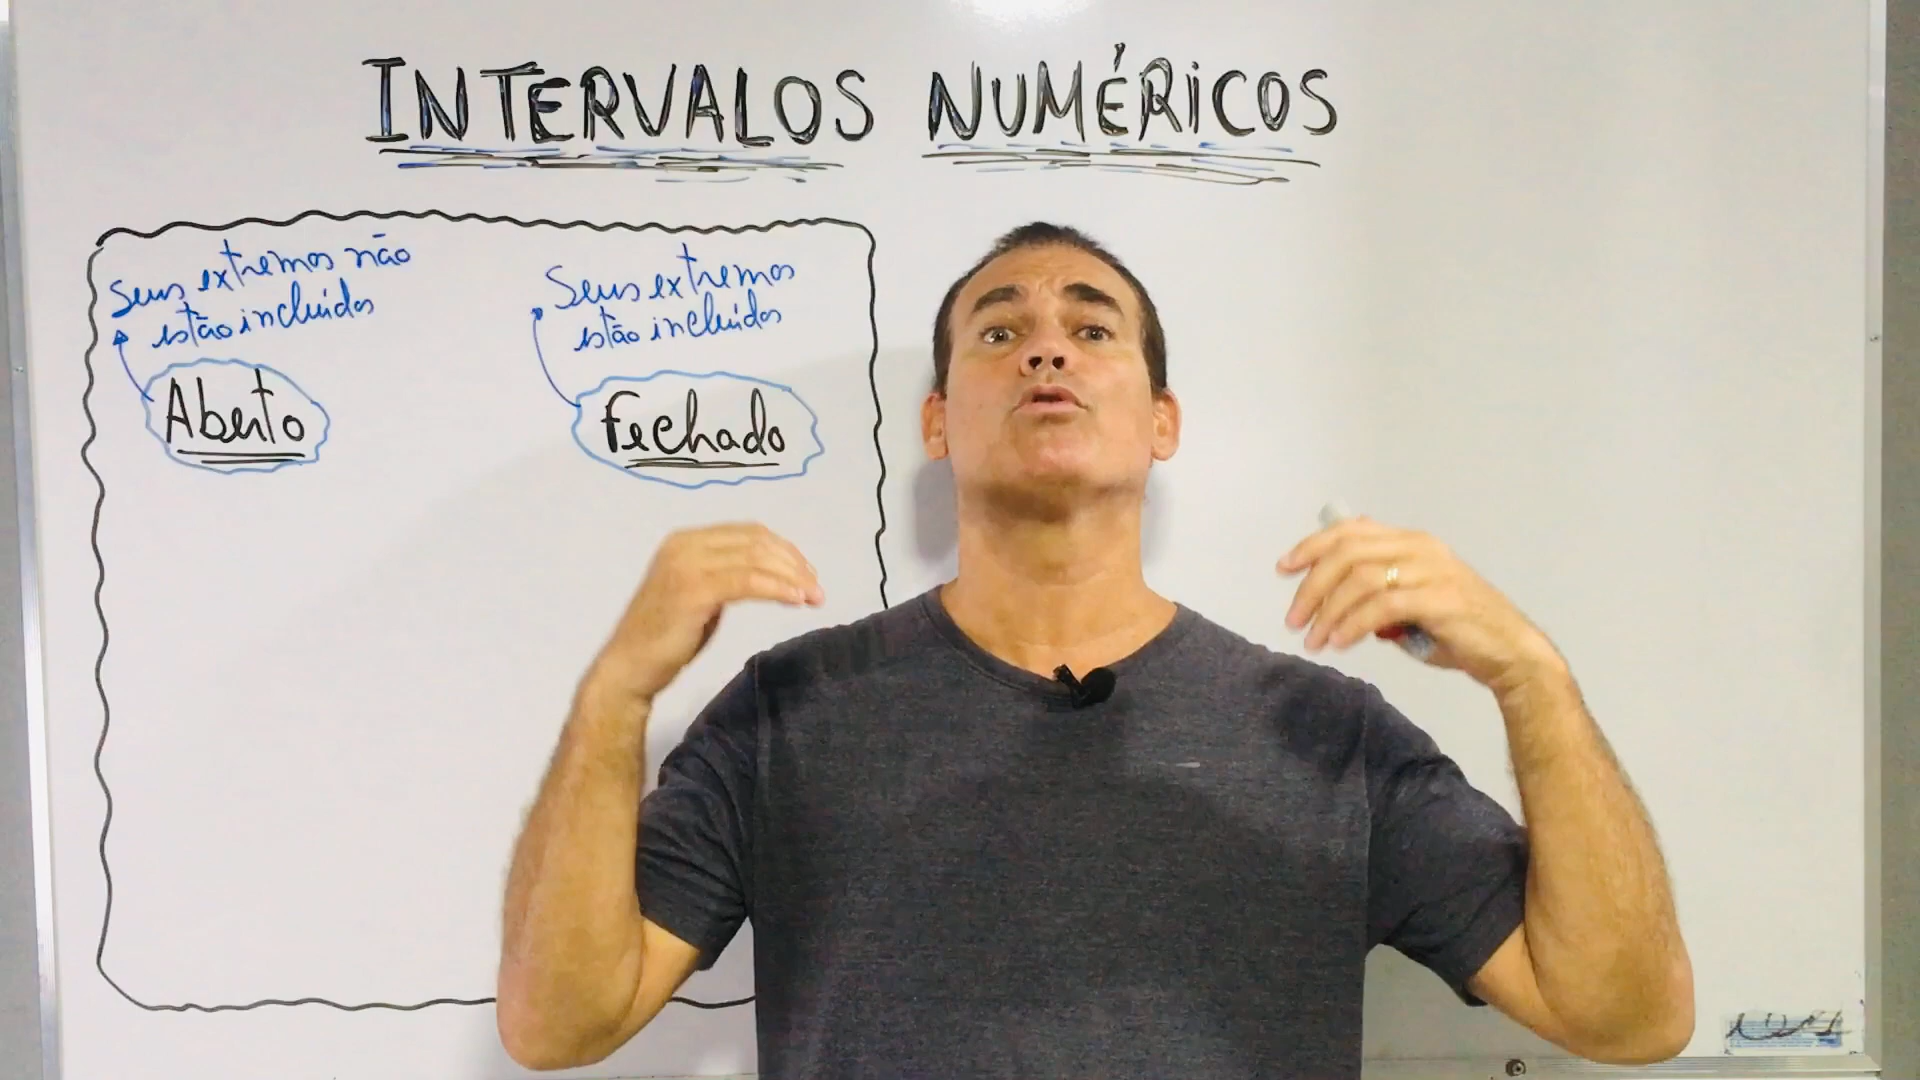 INTERVALOS NUMÉRICOS
Seus extremos não
estão incluídos
Aberto
Seus extremos
estão incluídos
Fechado